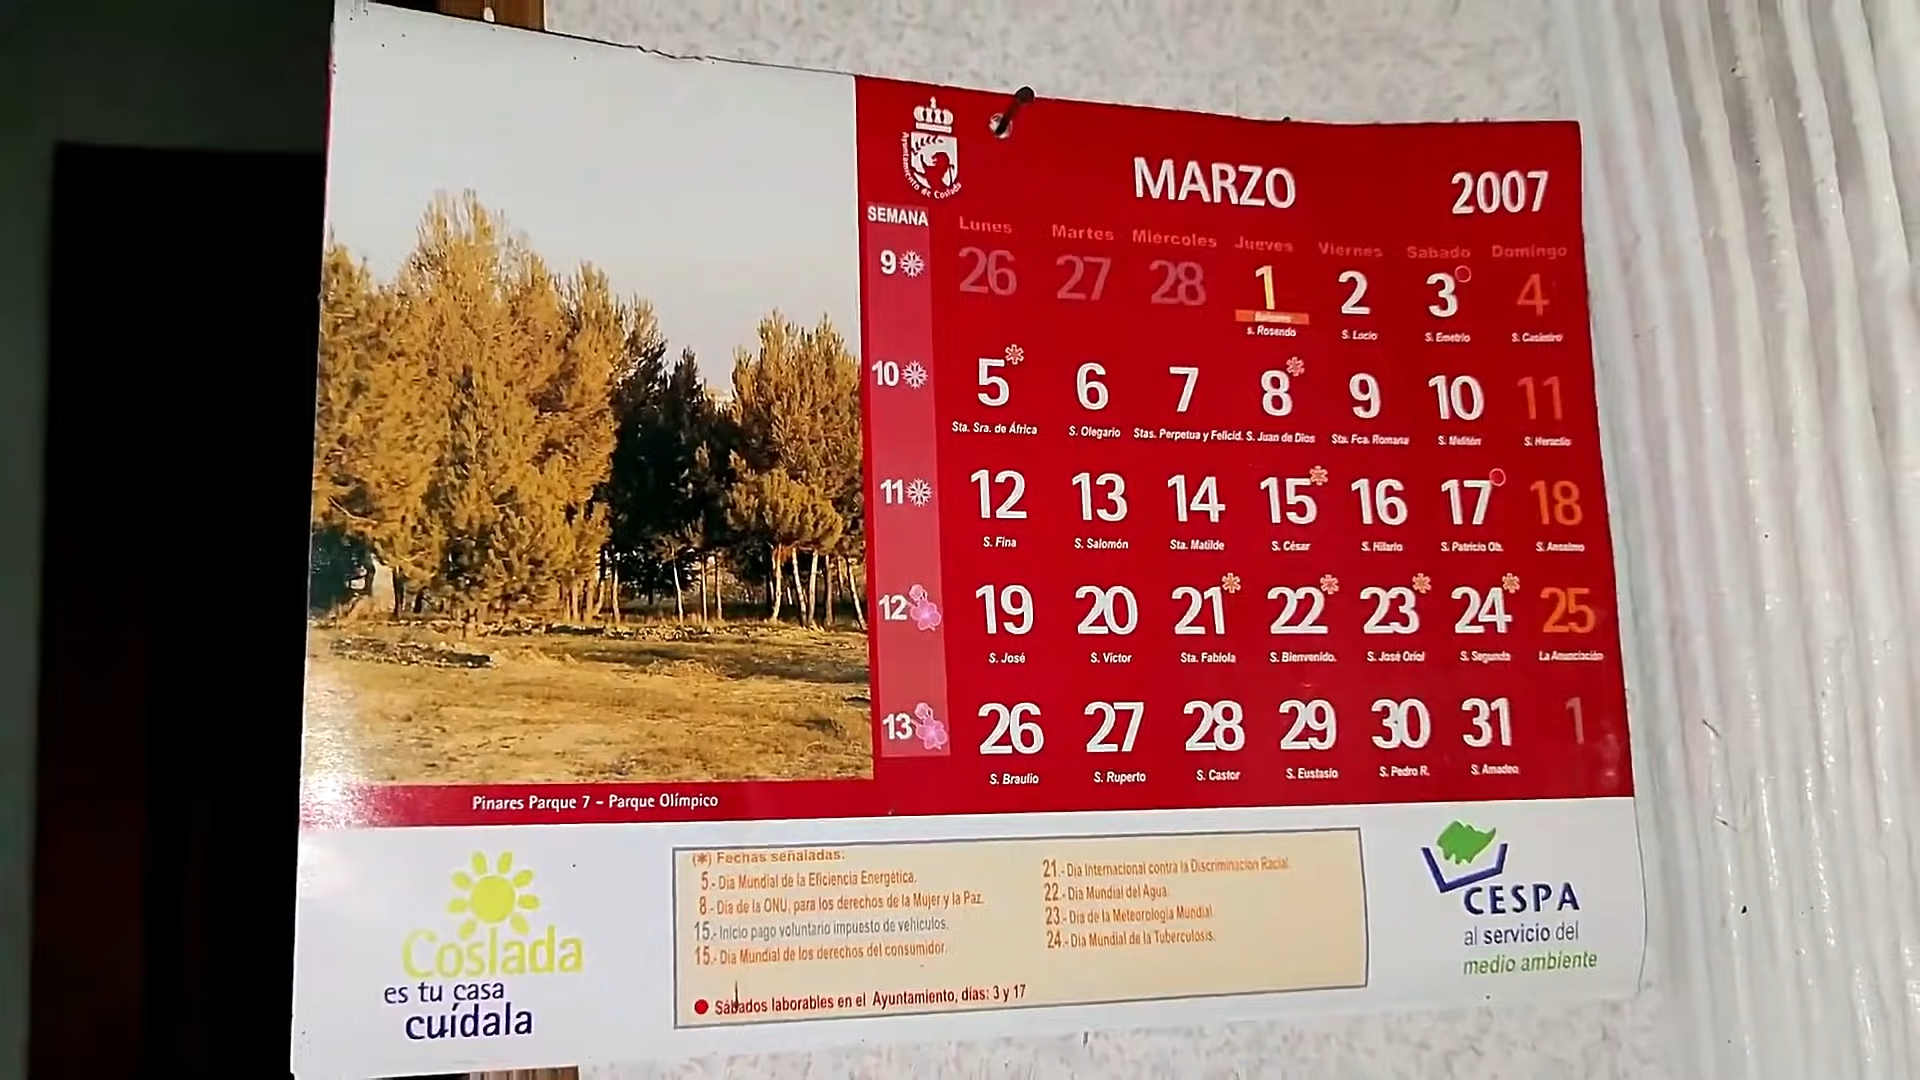 Ayuntamiento de Coslada
MARZO 2007
SEMANA Lunes Martes Miércoles Jueves Viernes Sabado Domingo
9 26 27 28 1 2 3 4
Baleares
s. Rosendo S. Lucio S. Emetrio S. Casimiro
10 5* 6 7 8* 9 10 11
Sta. Sra. de África S. Olegario Stas. Perpetua y Felicid. S. Juan de Dios Sta. Fca. Romana S. Melitón S. Heraclio
11 12 13 14 15* 16 17 18
S. Fina S. Salomón Sta. Matilde S. César S. Hilario S. Patricio Ob. S. Anselmo
12 19 20 21* 22* 23* 24* 25
S. José S. Víctor Sta. Fabiola S. Bienvenido. S. José Oriol S. Segundo La Anunciación
13 26 27 28 29 30 31 1
S. Braulio S. Ruperto S. Castor S. Eustasio S. Pedro R. S. Amadeo
Pinares Parque 7 - Parque Olímpico
Coslada
es tu casa
cuídala
(*) Fechas señaladas:
5.- Día Mundial de la Eficiencia Energética.
8.- Día de la ONU, para los derechos de la Mujer y la Paz.
15.- Inicio pago voluntario impuesto de vehículos.
15.- Día Mundial de los derechos del consumidor.
21.- Día Internacional contra la Discriminación Racial.
22.- Día Mundial del Agua.
23.- Día de la Meteorología Mundial.
24.- Día Mundial de la Tuberculosis.
Sábados laborables en el Ayuntamiento, días: 3 y 17
CESPA
al servicio del
medio ambiente